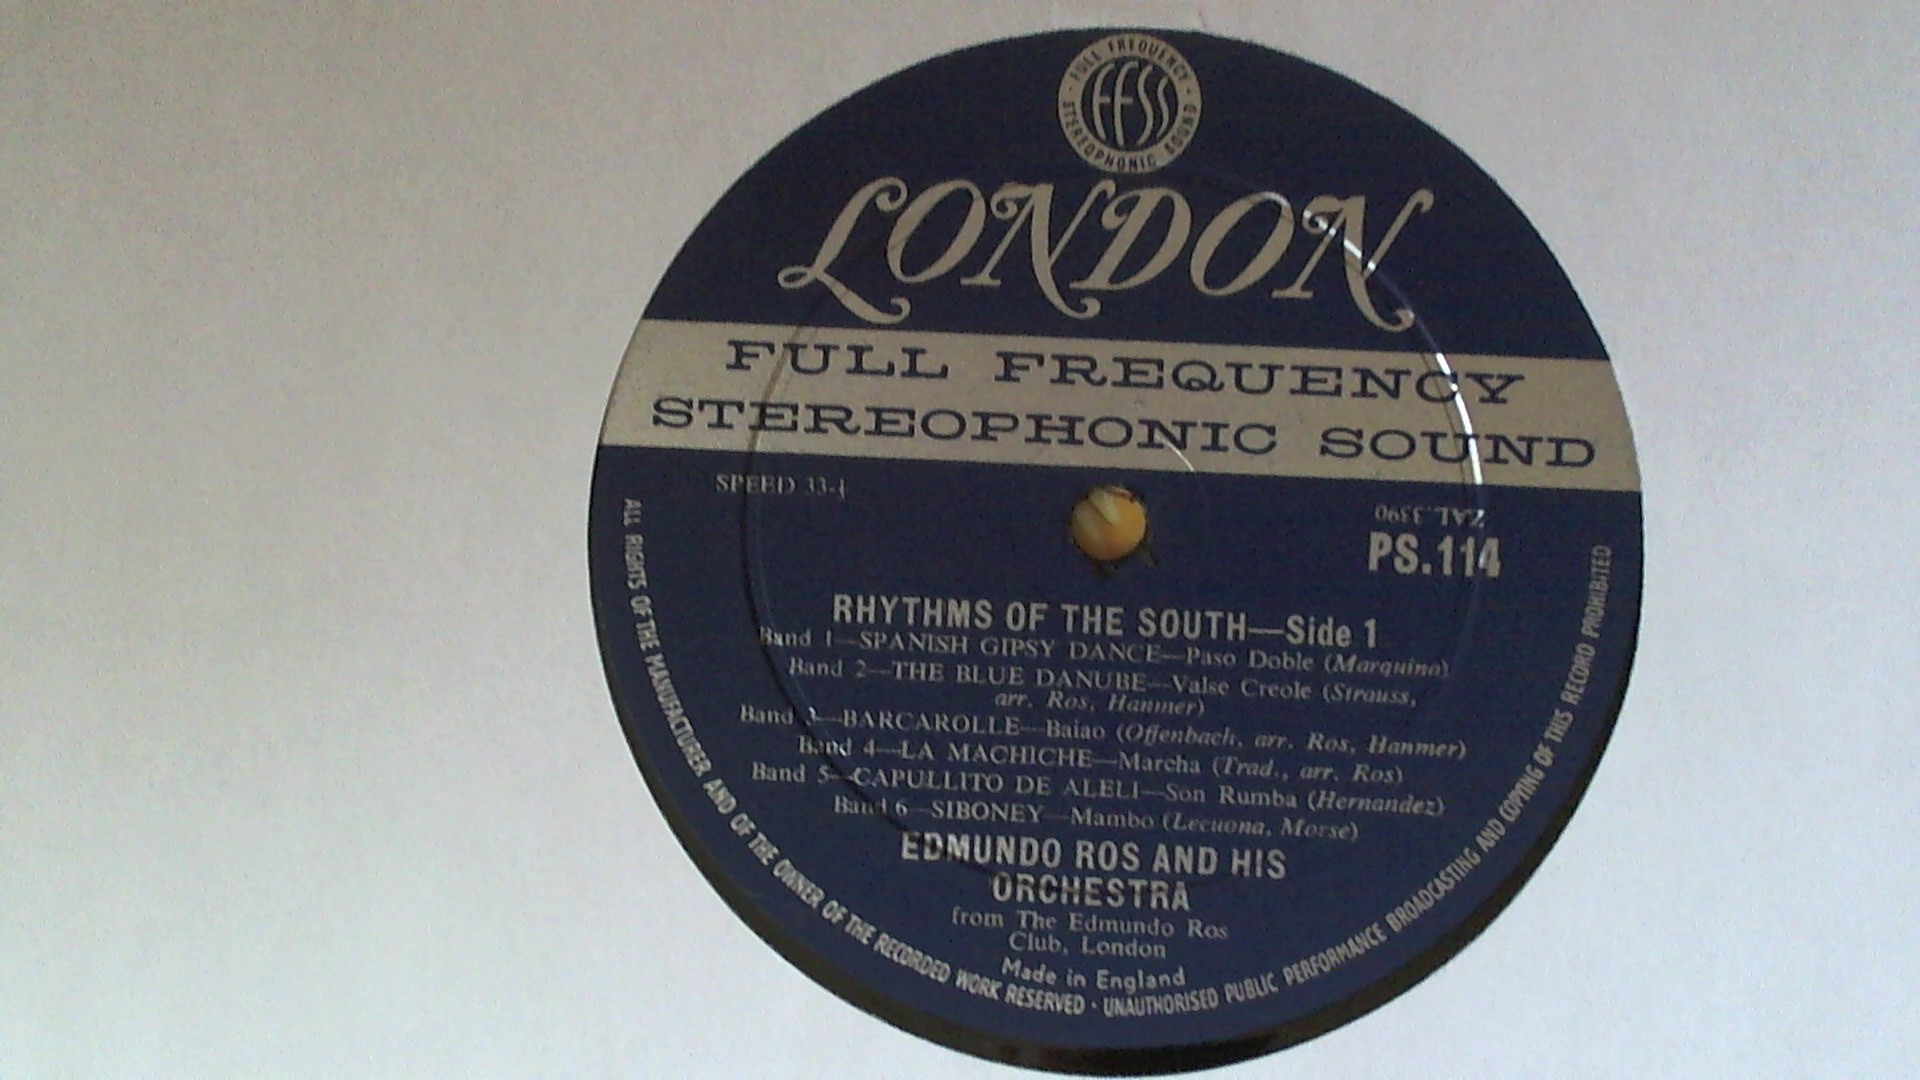 FULL FREQUENCY
FFSS
STEREOPHONIC SOUND
LONDON
FULL FREQUENCY
STEREOPHONIC SOUND
SPEED 33-⅓
ZAL.3390
PS.114
RHYTHMS OF THE SOUTH—Side 1
Band 1—SPANISH GIPSY DANCE—Paso Doble (Marquina)
Band 2—THE BLUE DANUBE—Valse Creole (Strauss,
arr. Ros, Hanmer)
Band 3—BARCAROLLE—Baiao (Offenbach, arr. Ros, Hanmer)
Band 4—LA MACHICHE—Marcha (Trad., arr. Ros)
Band 5—CAPULLITO DE ALELI—Son Rumba (Hernandez)
Band 6—SIBONEY—Mambo (Lecuona, Morse)
EDMUNDO ROS AND HIS
ORCHESTRA
from The Edmundo Ros
Club, London
Made in England
ALL RIGHTS OF THE MANUFACTURER AND OF THE OWNER OF THE RECORDED WORK RESERVED · UNAUTHORISED PUBLIC PERFORMANCE BROADCASTING AND COPYING OF THIS RECORD PROHIBITED